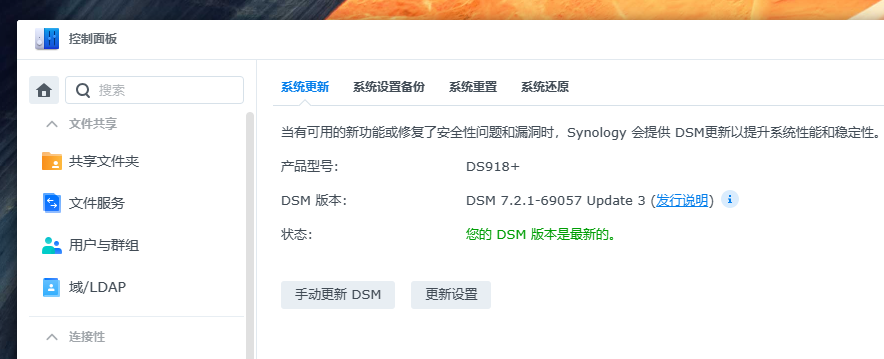 控制面板
搜索
文件共享
共享文件夹
文件服务
用户与群组
域/LDAP
连接性
系统更新 系统设置备份 系统重置 系统还原
当有可用的新功能或修复了安全性问题和漏洞时，Synology 会提供 DSM更新以提升系统性能和稳定性。
产品型号: DS918+
DSM 版本: DSM 7.2.1-69057 Update 3 (发行说明) i
状态: 您的 DSM 版本是最新的。
手动更新 DSM 更新设置